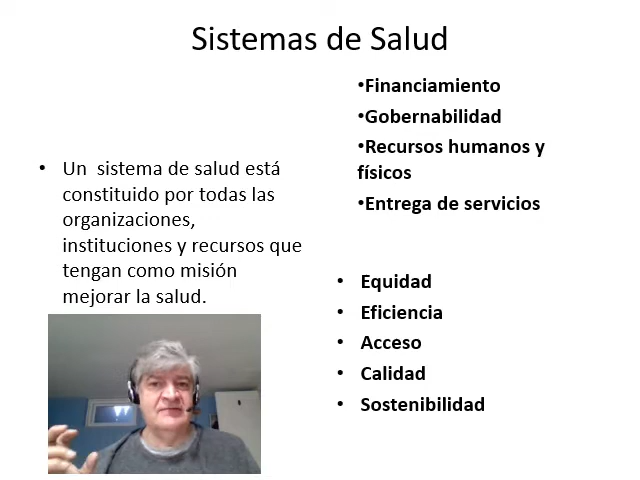 Sistemas de Salud
• Un  sistema de salud está
constituido por todas las
organizaciones,
instituciones y recursos que
tengan como misión
mejorar la salud.
•Financiamiento
•Gobernabilidad
•Recursos humanos y
físicos
•Entrega de servicios
• Equidad
• Eficiencia
• Acceso
• Calidad
• Sostenibilidad